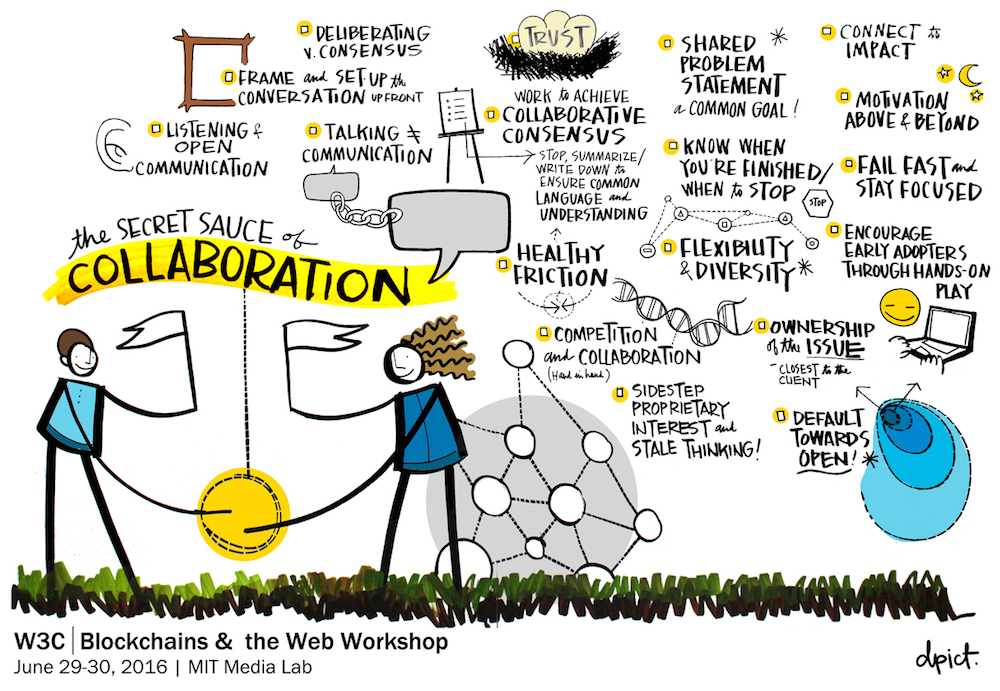 DELIBERATING
V. CONSENSUS
FRAME and SET UP the
CONVERSATION UP FRONT
LISTENING &
OPEN
COMMUNICATION
TALKING ≠
COMMUNICATION
the SECRET SAUCE of
COLLABORATION
TRUST
WORK to ACHIEVE
COLLABORATIVE
CONSENSUS
STOP, SUMMARIZE/
WRITE DOWN to
ENSURE COMMON
LANGUAGE and
UNDERSTANDING
HEALTHY
FRICTION
COMPETITION
and COLLABORATION
(Hand in hand)
SIDESTEP
PROPRIETARY
INTEREST and
STALE THINKING!
SHARED
PROBLEM
STATEMENT
a COMMON GOAL!
KNOW WHEN
YOU'RE FINISHED/
WHEN to STOP
STOP
FLEXIBILITY
& DIVERSITY
CONNECT to
IMPACT
MOTIVATION
ABOVE & BEYOND
FAIL FAST and
STAY FOCUSED
ENCOURAGE
EARLY ADOPTERS
THROUGH HANDS-ON
PLAY
OWNERSHIP
of the ISSUE
- CLOSEST to the
CLIENT
DEFAULT
TOWARDS
OPEN!
W3C | Blockchains & the Web Workshop
June 29-30, 2016 | MIT Media Lab
dpict.